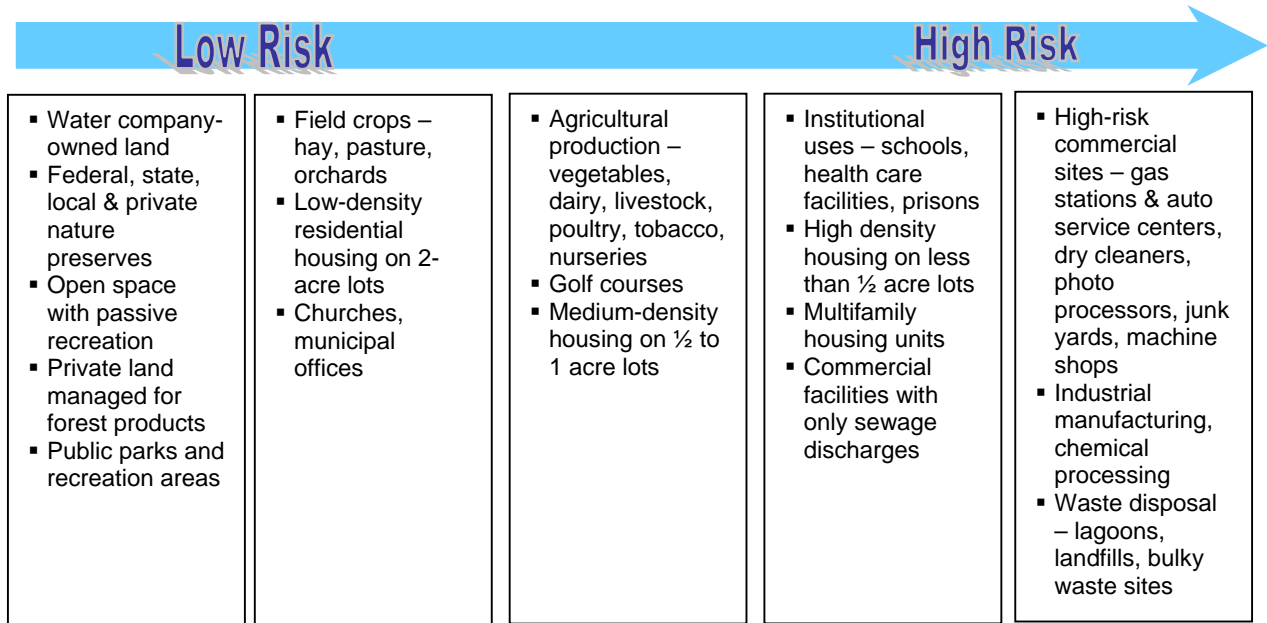 Low Risk
High Risk
▪ Water company-
owned land
▪ Federal, state,
local & private
nature
preserves
▪ Open space
with passive
recreation
▪ Private land
managed for
forest products
▪ Public parks and
recreation areas
▪ Field crops –
hay, pasture,
orchards
▪ Low-density
residential
housing on 2-
acre lots
▪ Churches,
municipal
offices
▪ Agricultural
production –
vegetables,
dairy, livestock,
poultry, tobacco,
nurseries
▪ Golf courses
▪ Medium-density
housing on ½ to
1 acre lots
▪ Institutional
uses – schools,
health care
facilities, prisons
▪ High density
housing on less
than ½ acre lots
▪ Multifamily
housing units
▪ Commercial
facilities with
only sewage
discharges
▪ High-risk
commercial
sites – gas
stations & auto
service centers,
dry cleaners,
photo
processors, junk
yards, machine
shops
▪ Industrial
manufacturing,
chemical
processing
▪ Waste disposal
– lagoons,
landfills, bulky
waste sites